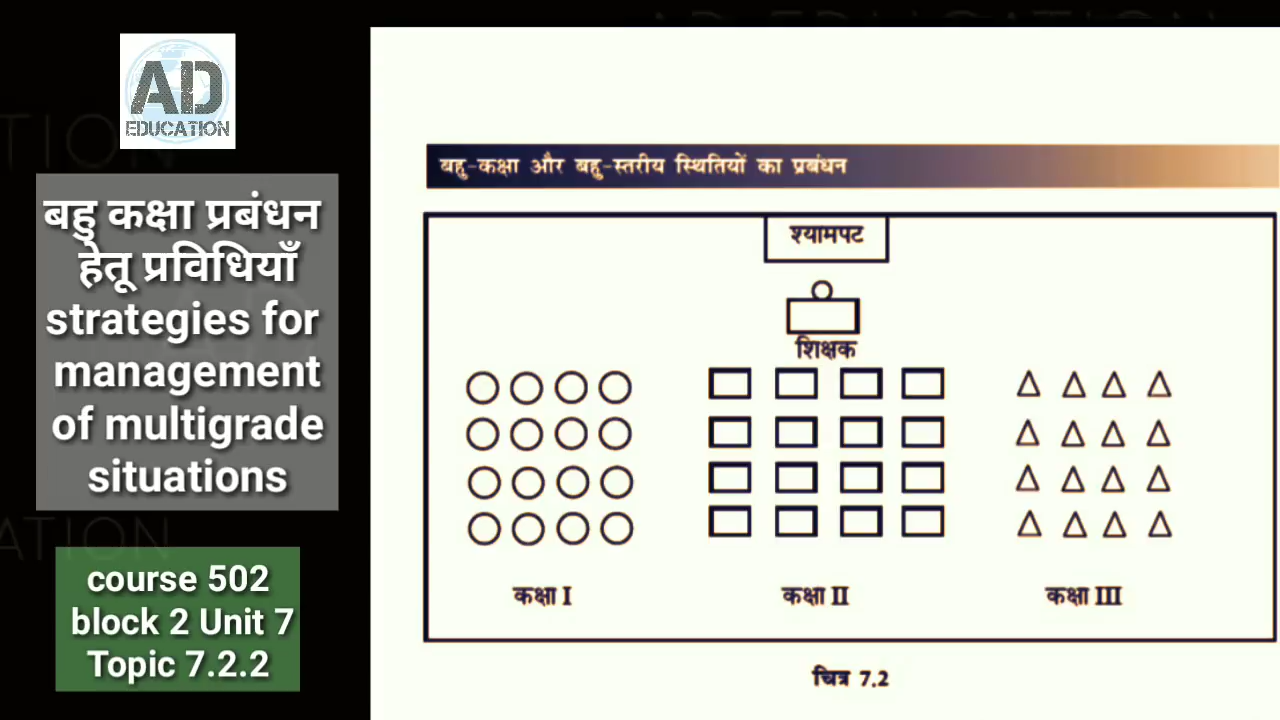 AD
EDUCATION
बहु कक्षा प्रबंधन
हेतू प्रविधियाँ
strategies for
management
of multigrade
situations
course 502
block 2 Unit 7
Topic 7.2.2
बहु-कक्षा और बहु-स्तरीय स्थितियों का प्रबंधन
श्यामपट
शिक्षक
कक्षा I
कक्षा II
कक्षा III
चित्र 7.2